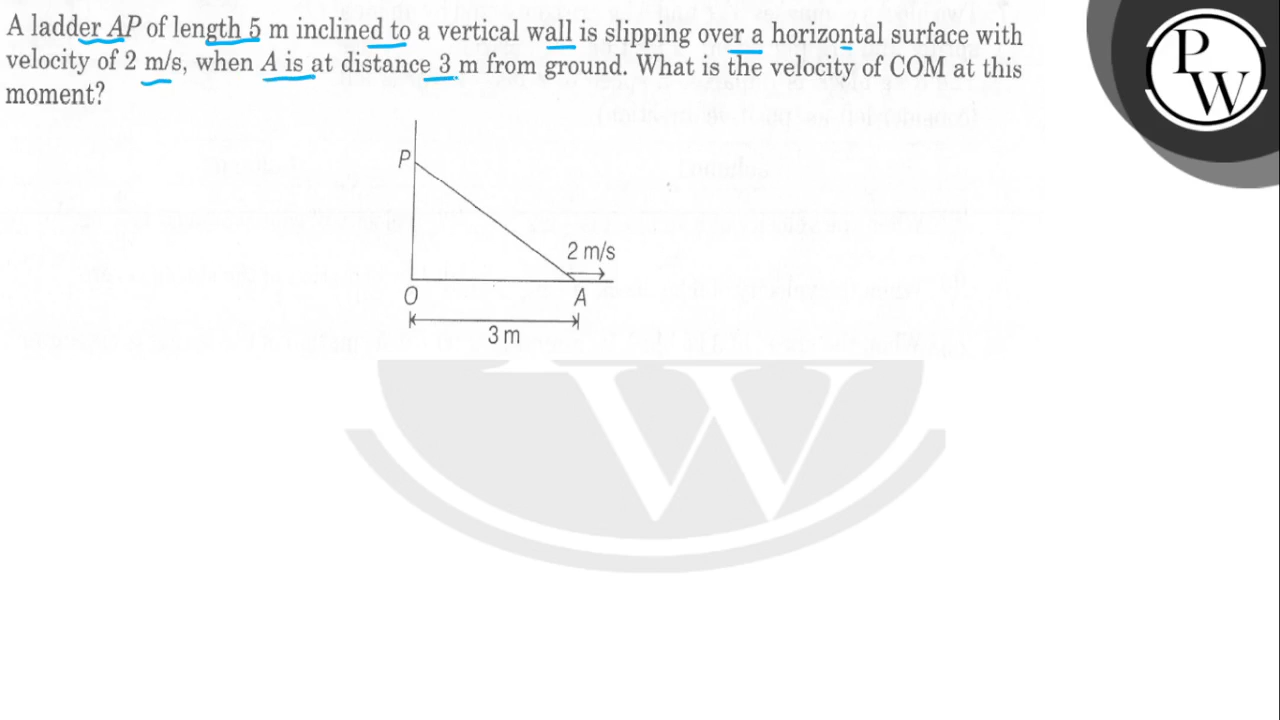 A ladder AP of length 5 m inclined to a vertical wall is slipping over a horizontal surface with
velocity of 2 m/s, when A is at distance 3 m from ground. What is the velocity of COM at this
moment?
P
2 m/s
O
A
3 m
P
W
W